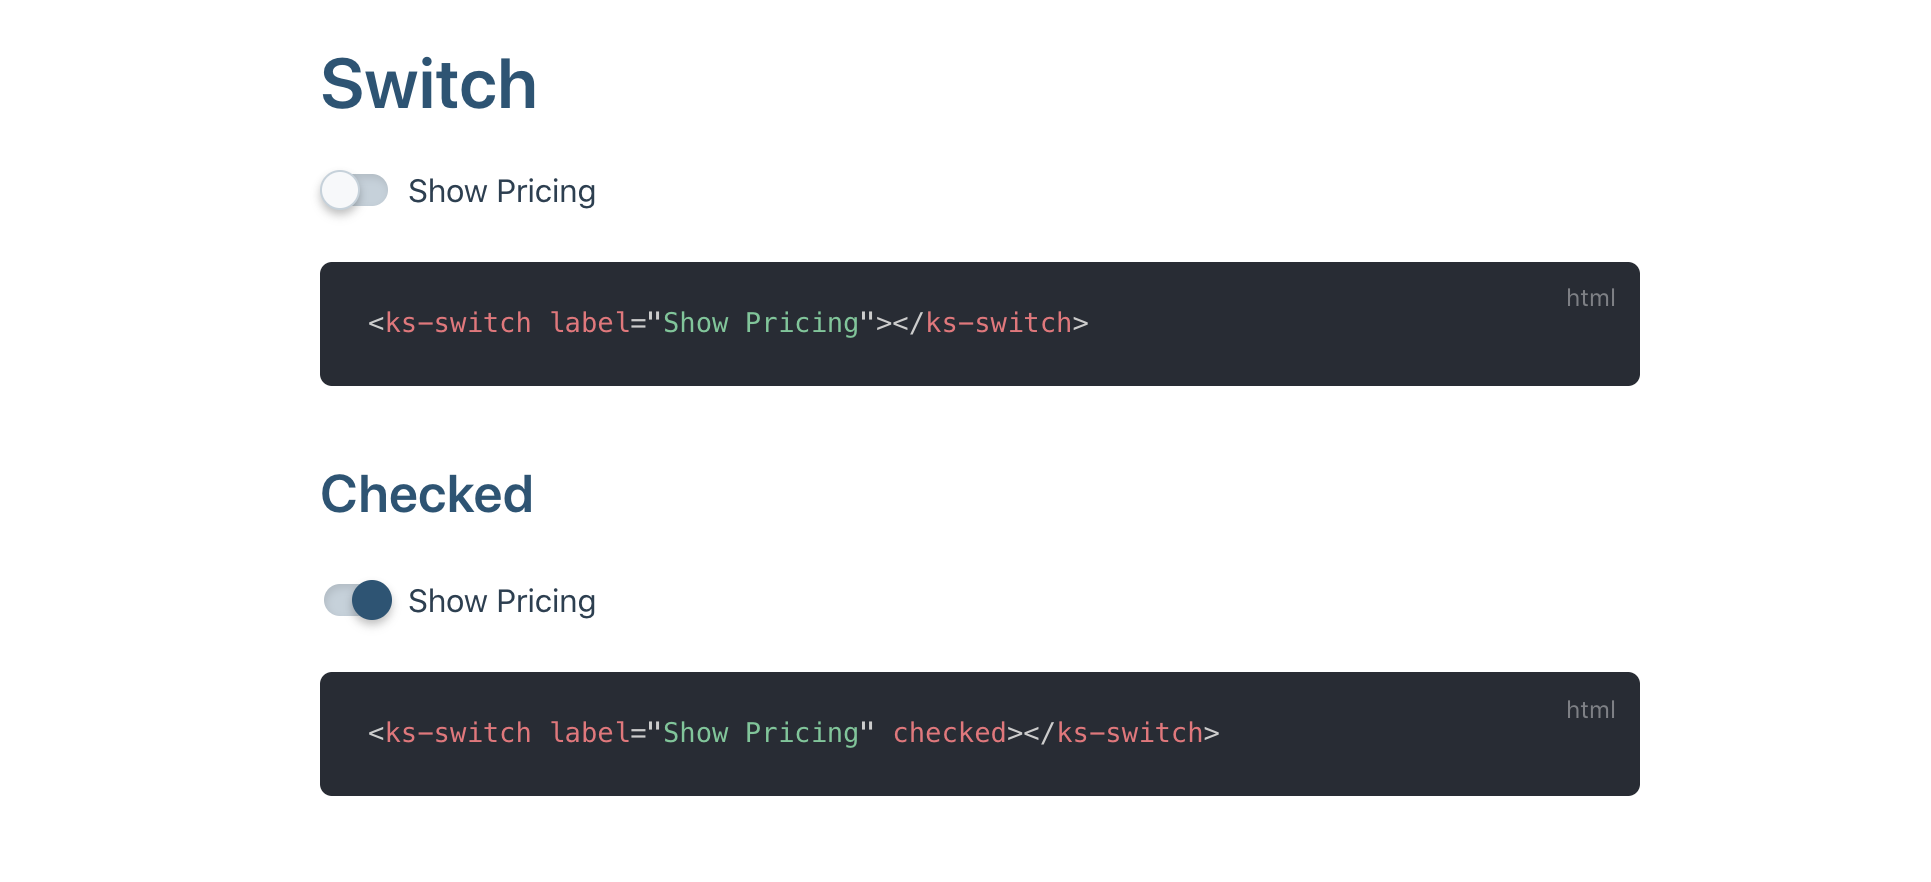 Switch
Show Pricing
html
<ks-switch label="Show Pricing"></ks-switch>
Checked
Show Pricing
html
<ks-switch label="Show Pricing" checked></ks-switch>